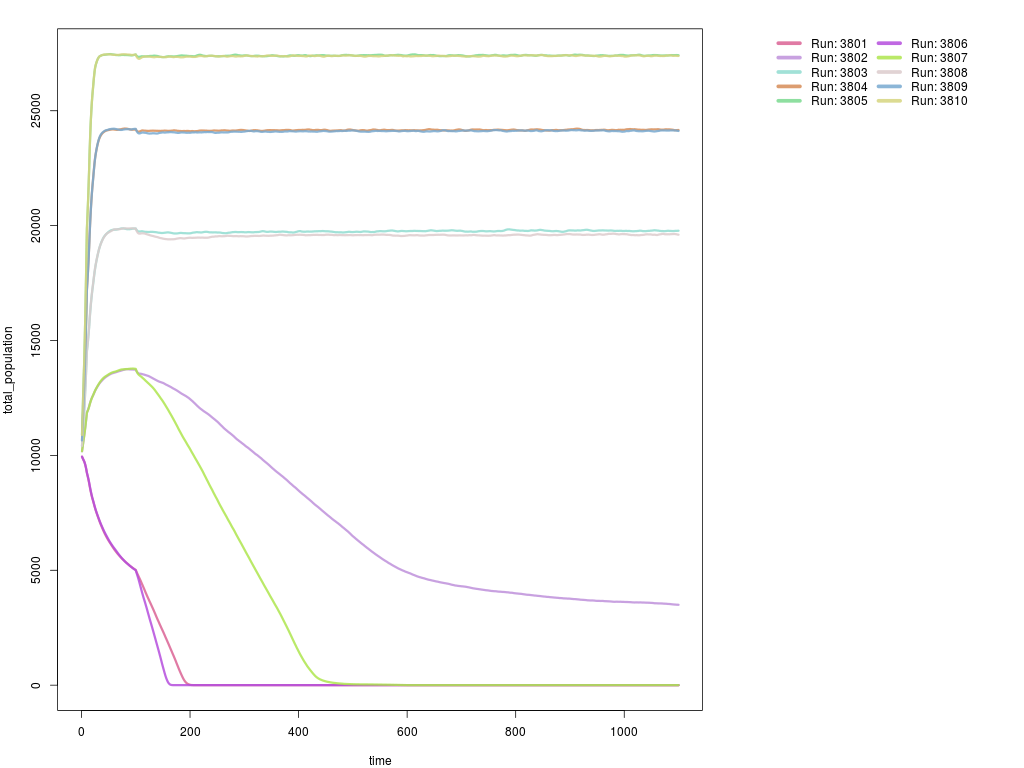 Run: 3801 Run: 3806
Run: 3802 Run: 3807
Run: 3803 Run: 3808
Run: 3804 Run: 3809
Run: 3805 Run: 3810
25000
20000
15000
10000
5000
0
total_population
0 200 400 600 800 1000
time